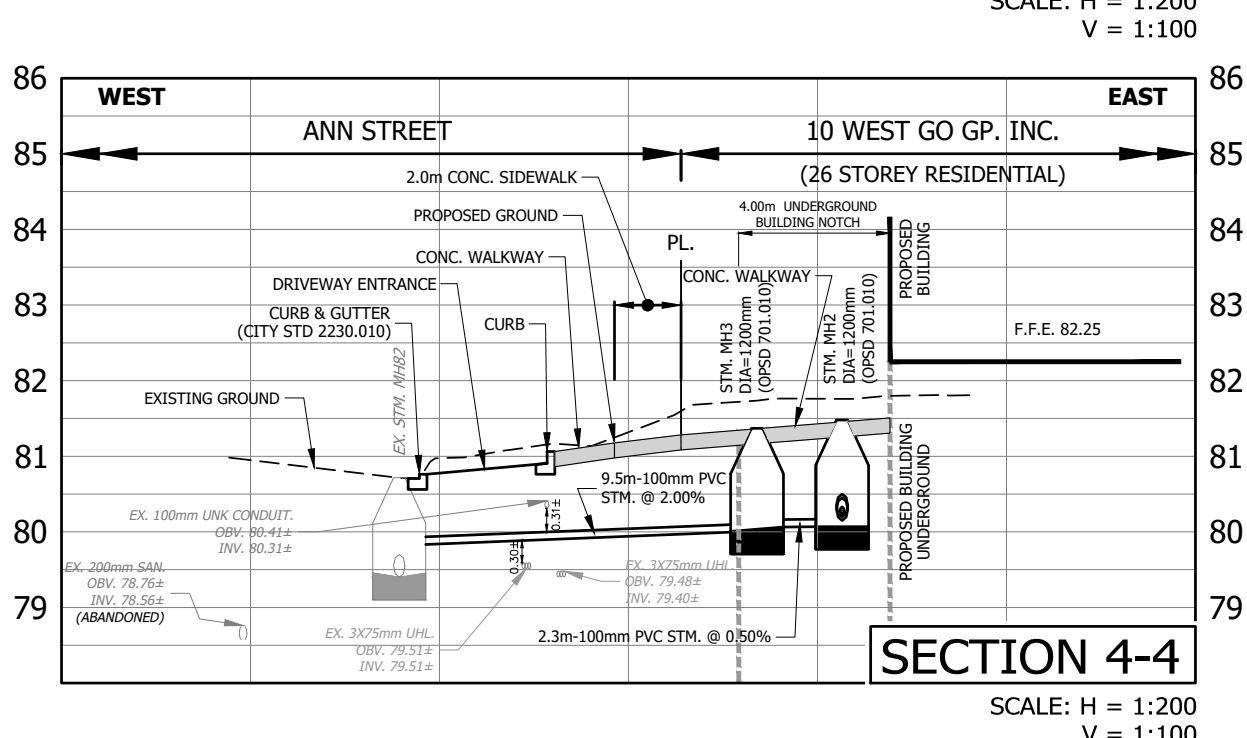 SCALE: H = 1:200
V = 1:100
86
86
WEST
EAST
ANN STREET
10 WEST GO GP. INC.
85
85
(26 STOREY RESIDENTIAL)
2.0m CONC. SIDEWALK
4.00m UNDERGROUND
BUILDING NOTCH
PROPOSED GROUND
84
84
PL.
CONC. WALKWAY
CONC. WALKWAY
DRIVEWAY ENTRANCE
PROPOSED
BUILDING
83
83
CURB & GUTTER
(CITY STD 2230.010)
CURB
STM. MH3
DIA=1200mm
(OPSD 701.010)
STM. MH2
DIA=1200mm
(OPSD 701.010)
F.F.E. 82.25
EX. STM. MH82
82
82
EXISTING GROUND
81
81
9.5m-100mm PVC
STM. @ 2.00%
PROPOSED BUILDING
UNDERGROUND
EX. 100mm UNK CONDUIT.
OBV. 80.41±
INV. 80.31±
0.31±
80
80
0.30±
EX. 200mm SAN.
OBV. 78.76±
INV. 78.56±
(ABANDONED)
EX. 3X75mm UHL.
OBV. 79.48±
INV. 79.40±
79
79
EX. 3X75mm UHL.
OBV. 79.51±
INV. 79.51±
2.3m-100mm PVC STM. @ 0.50%
SECTION 4-4
SCALE: H = 1:200
V = 1:100